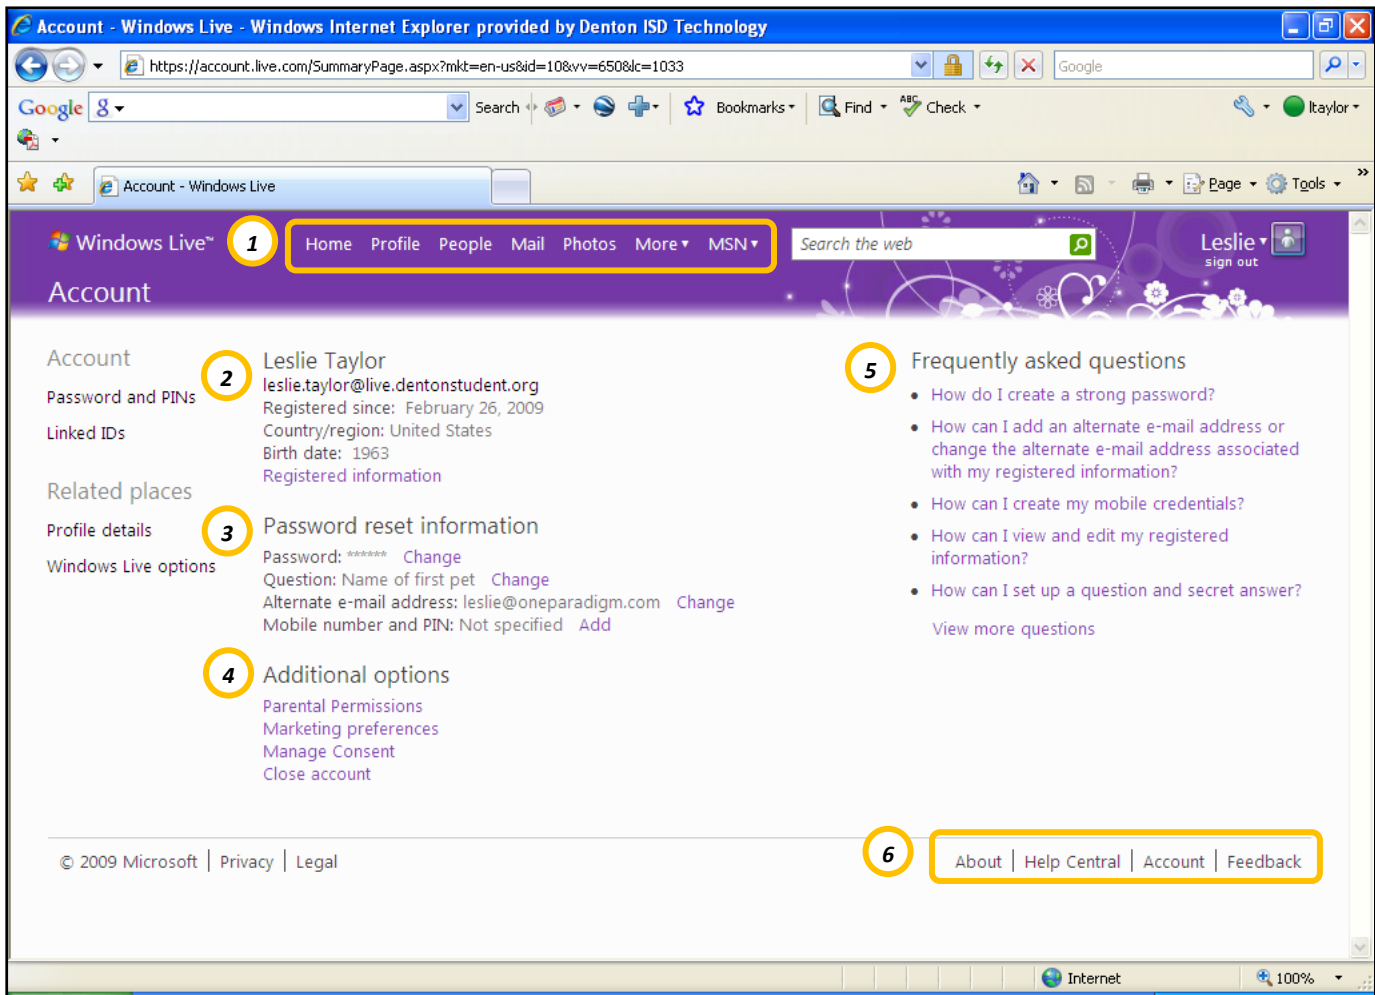 Account - Windows Live - Windows Internet Explorer provided by Denton ISD Technology
https://account.live.com/SummaryPage.aspx?mkt=en-us&id=10&vv=650&lc=1033
Google
Google
Search
Bookmarks
Find
ABC Check
ltaylor
Account - Windows Live
Page
Tools
Windows Live™
1
Home Profile People Mail Photos More MSN
Search the web
Leslie
sign out
Account
Account
Password and PINs
Linked IDs
Related places
Profile details
Windows Live options
2
Leslie Taylor
leslie.taylor@live.dentonstudent.org
Registered since: February 26, 2009
Country/region: United States
Birth date: 1963
Registered information
3
Password reset information
Password: ****** Change
Question: Name of first pet Change
Alternate e-mail address: leslie@oneparadigm.com Change
Mobile number and PIN: Not specified Add
4
Additional options
Parental Permissions
Marketing preferences
Manage Consent
Close account
5
Frequently asked questions
• How do I create a strong password?
• How can I add an alternate e-mail address or
change the alternate e-mail address associated
with my registered information?
• How can I create my mobile credentials?
• How can I view and edit my registered
information?
• How can I set up a question and secret answer?
View more questions
© 2009 Microsoft | Privacy | Legal
6
About | Help Central | Account | Feedback
Internet
100%